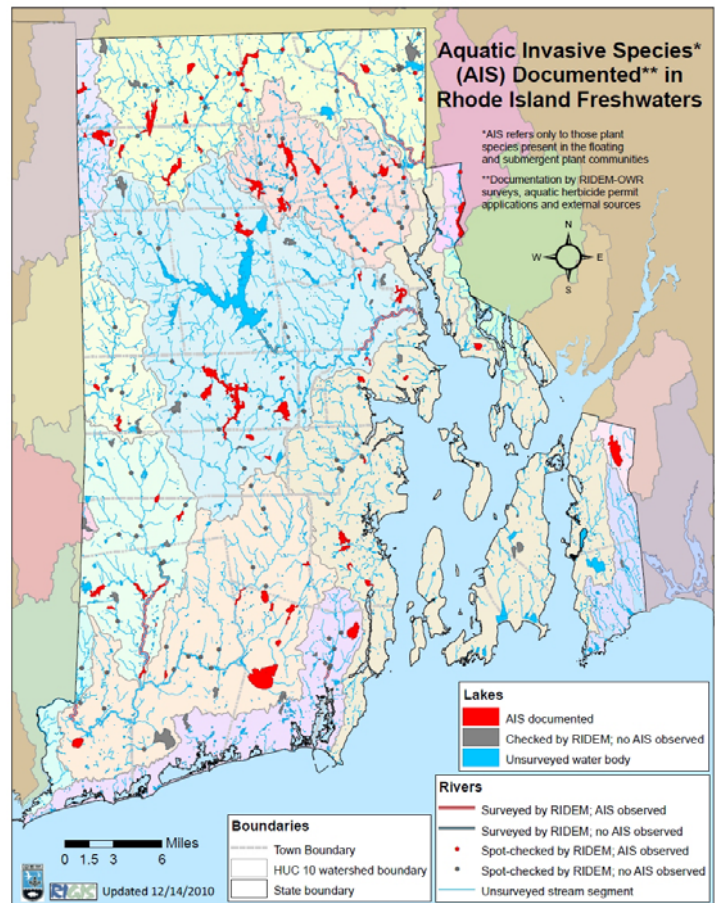 Aquatic Invasive Species*
(AIS) Documented** in
Rhode Island Freshwaters
*AIS refers only to those plant
species present in the floating
and submergent plant communities
**Documentation by RIDEM-OWR
surveys, aquatic herbicide permit
applications and external sources
N
W E
S
Lakes
AIS documented
Checked by RIDEM; no AIS observed
Unsurveyed water body
Rivers
Surveyed by RIDEM; AIS observed
Surveyed by RIDEM; no AIS observed
Spot-checked by RIDEM; AIS observed
Spot-checked by RIDEM; no AIS observed
Unsurveyed stream segment
Boundaries
Town Boundary
HUC 10 watershed boundary
State boundary
Miles
0 1.5 3 6
RIGIS Updated 12/14/2010